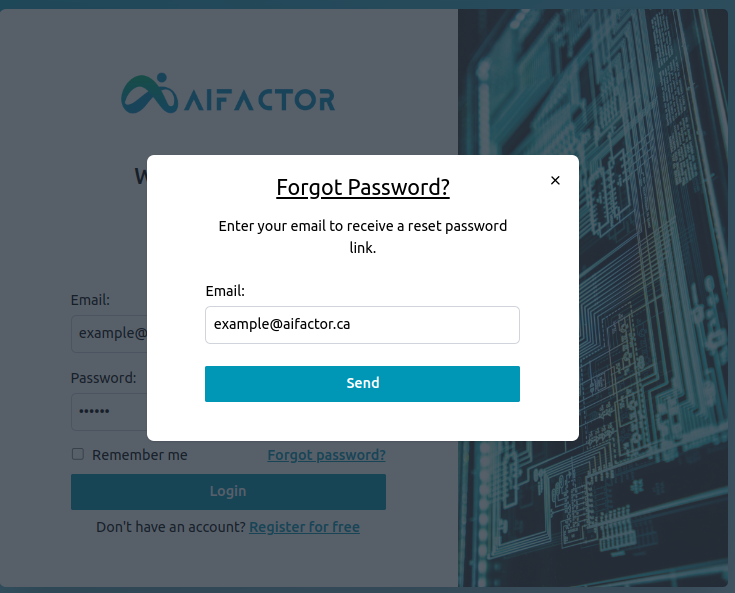 AIFACTOR
W
Forgot Password?
×
Enter your email to receive a reset password
link.
Email:
example@aifactor.ca
Send
Email:
example@
Password:
••••••
Remember me
Forgot password?
Login
Don't have an account? Register for free